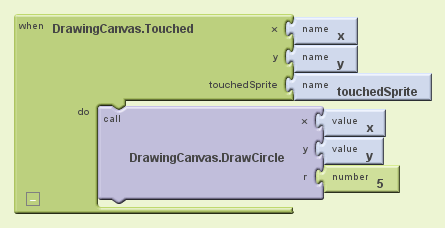 when DrawingCanvas.Touched x name x
y name y
touchedSprite name touchedSprite
do call x value x
DrawingCanvas.DrawCircle y value y
r number 5